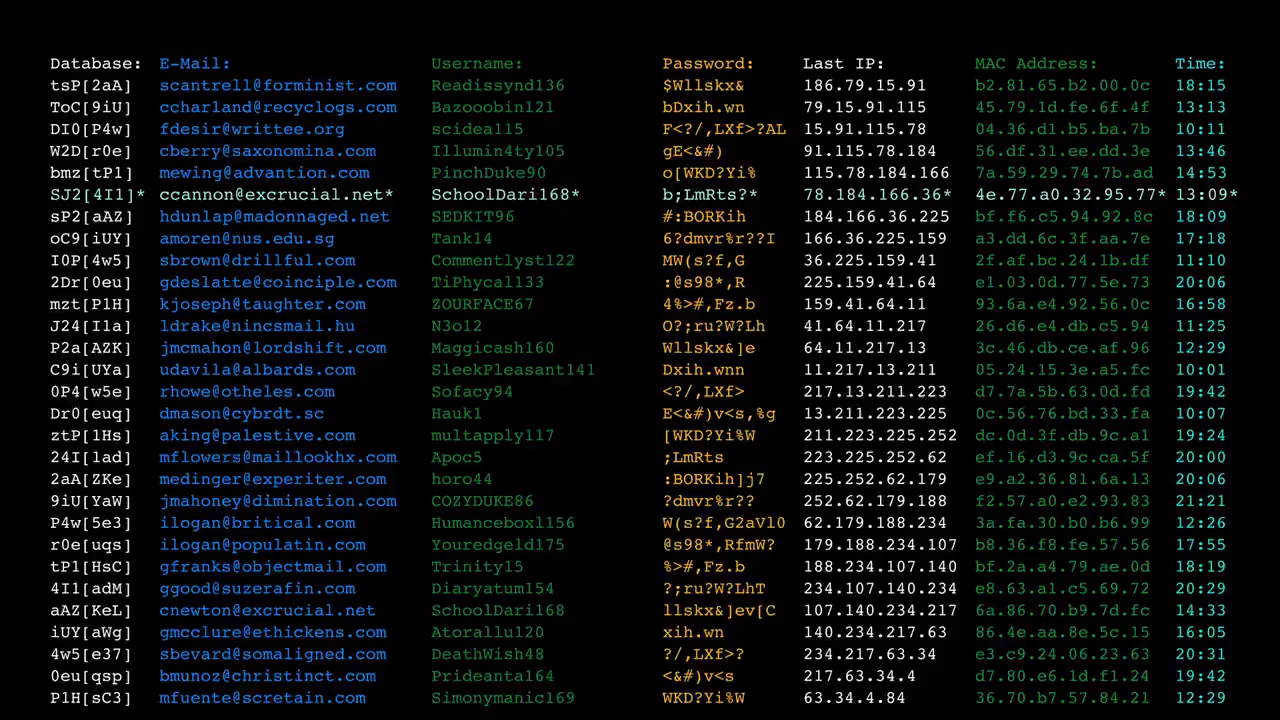 Database: E-Mail: Username: Password: Last IP: MAC Address: Time:
tsP[2aA] scantrell@forminist.com Readissynd136 $Wllskx& 186.79.15.91 b2.81.65.b2.00.0c 18:15
ToC[9iU] ccharland@recyclogs.com Bazooobin121 bDxih.wn 79.15.91.115 45.79.1d.fe.6f.4f 13:13
DI0[P4w] fdesir@writtee.org scidea115 F<?/,LXf>?AL 15.91.115.78 04.36.d1.b5.ba.7b 10:11
W2D[r0e] cberry@saxonomina.com Illumin4ty105 gE<&#) 91.115.78.184 56.df.31.ee.dd.3e 13:46
bmz[tP1] mewing@advantion.com PinchDuke90 o[WKD?Yi% 115.78.184.166 7a.59.29.74.7b.ad 14:53
SJ2[4I1]* ccannon@excrucial.net* SchoolDari168* b;LmRts?* 78.184.166.36* 4e.77.a0.32.95.77* 13:09*
sP2[aAZ] hdunlap@madonnaged.net SEDKIT96 #:BORKih 184.166.36.225 bf.f6.c5.94.92.8c 18:09
oC9[iUY] amoren@nus.edu.sg Tank14 6?dmvr%r??I 166.36.225.159 a3.dd.6c.3f.aa.7e 17:18
I0P[4w5] sbrown@drillful.com Commentlyst122 MW(s?f,G 36.225.159.41 2f.af.bc.24.1b.df 11:10
2Dr[0eu] gdeslatte@coinciple.com TiPhycall33 :@s98*,R 225.159.41.64 e1.03.0d.77.5e.73 20:06
mzt[P1H] kjoseph@taughter.com ZOURFACE67 4%>#,Fz.b 159.41.64.11 93.6a.e4.92.56.0c 16:58
J24[I1a] ldrake@nincsmail.hu N3o12 O?;ru?W?Lh 41.64.11.217 26.d6.e4.db.c5.94 11:25
P2a[AZK] jmcmahon@lordshift.com Maggicash160 Wllskx&]e 64.11.217.13 3c.46.db.ce.af.96 12:29
C9i[UYa] udavila@albards.com SleekPleasant141 Dxih.wnn 11.217.13.211 05.24.15.3e.a5.fc 10:01
0P4[w5e] rhowe@otheles.com Sofacy94 <?/,LXf> 217.13.211.223 d7.7a.5b.63.0d.fd 19:42
Dr0[euq] dmason@cybrdt.sc Hauk1 E<&#)v<s,%g 13.211.223.225 0c.56.76.bd.33.fa 10:07
ztP[1Hs] aking@palestive.com multapply117 [WKD?Yi%W 211.223.225.252 dc.0d.3f.db.9c.a1 19:24
24I[1ad] mflowers@maillookhx.com Apoc5 ;LmRts 223.225.252.62 ef.16.d3.9c.ca.5f 20:00
2aA[ZKe] medinger@experiter.com horo44 :BORKih]j7 225.252.62.179 e9.a2.36.81.6a.13 20:06
9iU[YaW] jmahoney@dimination.com COZYDUKE86 ?dmvr%r?? 252.62.179.188 f2.57.a0.e2.93.83 21:21
P4w[5e3] ilogan@britical.com Humanceboxl156 W(s?f,G2aVl0 62.179.188.234 3a.fa.30.b0.b6.99 12:26
r0e[uqs] ilogan@populatin.com Youredgeld175 @s98*,RfmW? 179.188.234.107 b8.36.f8.fe.57.56 17:55
tP1[HsC] gfranks@objectmail.com Trinity15 %>#,Fz.b 188.234.107.140 bf.2a.a4.79.ae.0d 18:19
4I1[adM] ggood@suzerafin.com Diaryatum154 ?;ru?W?LhT 234.107.140.234 e8.63.a1.c5.69.72 20:29
aAZ[KeL] cnewton@excrucial.net SchoolDari168 llskx&]ev[C 107.140.234.217 6a.86.70.b9.7d.fc 14:33
iUY[aWg] gmcclure@ethickens.com Atorallu120 xih.wn 140.234.217.63 86.4e.aa.8e.5c.15 16:05
4w5[e37] sbevard@somaligned.com DeathWish48 ?/,LXf>? 234.217.63.34 e3.c9.24.06.23.63 20:31
0eu[qsp] bmunoz@christinct.com Prideanta164 <&#)v<s 217.63.34.4 d7.80.e6.1d.f1.24 19:42
P1H[sC3] mfuente@scretain.com Simonymanic169 WKD?Yi%W 63.34.4.84 36.70.b7.57.84.21 12:29